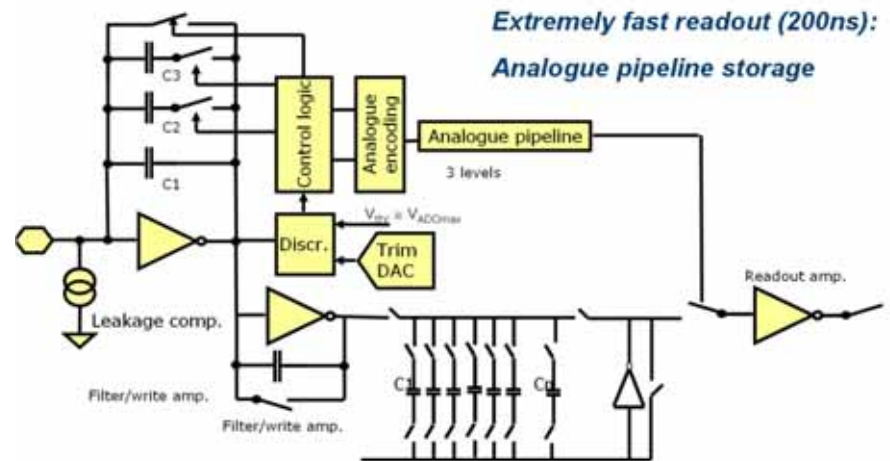 Extremely fast readout (200ns):
Analogue pipeline storage
C3
C2
C1
Control logic
Analogue
encoding
Analogue pipeline
3 levels
Discr.
Trim
DAC
Leakage comp.
Readout amp.
C1
Filter/write amp.
Filter/write amp.